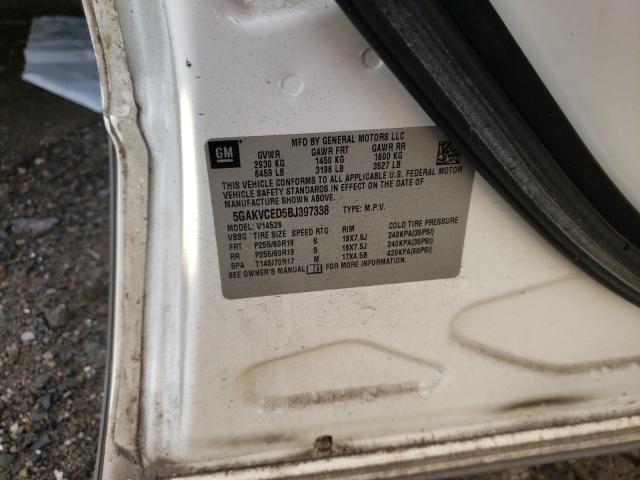 MFD BY GENERAL MOTORS LLC
GM GVWR GAWR FRT GAWR RR
2930 KG 1450 KG 1600 KG
6459 LB 3196 LB 3527 LB
THIS VEHICLE CONFORMS TO ALL APPLICABLE U.S. FEDERAL MOTOR
VEHICLE SAFETY STANDARDS IN EFFECT ON THE DATE OF
MANUFACTURE SHOWN ABOVE.
5GAKVCED5BJ397338 TYPE: M.P.V.
MODEL: V14526
VBBG TIRE SIZE SPEED RTG RIM COLD TIRE PRESSURE
FRT P255/60R19 S 19X7.5J 240KPA(35PSI)
RR P255/60R19 S 19X7.5J 240KPA(35PSI)
SPA T145/70R17 M 17X4.5B 420KPA(60PSI)
SEE OWNER'S MANUAL FOR MORE INFORMATION.